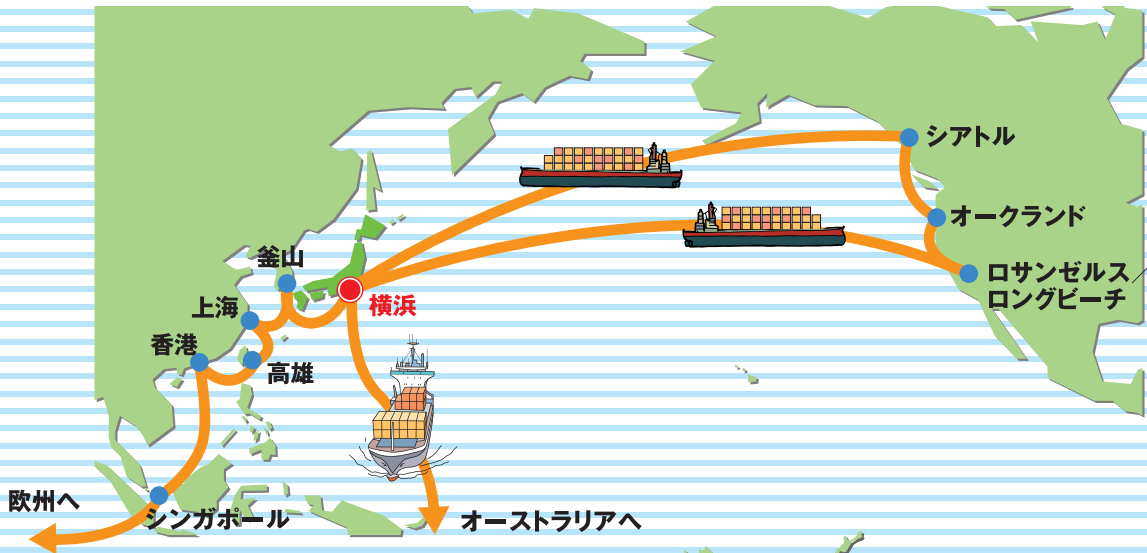 シアトル
オークランド
ロサンゼルス／
ロングビーチ
釜山
横浜
上海
香港
高雄
欧州へ
シンガポール
オーストラリアへ